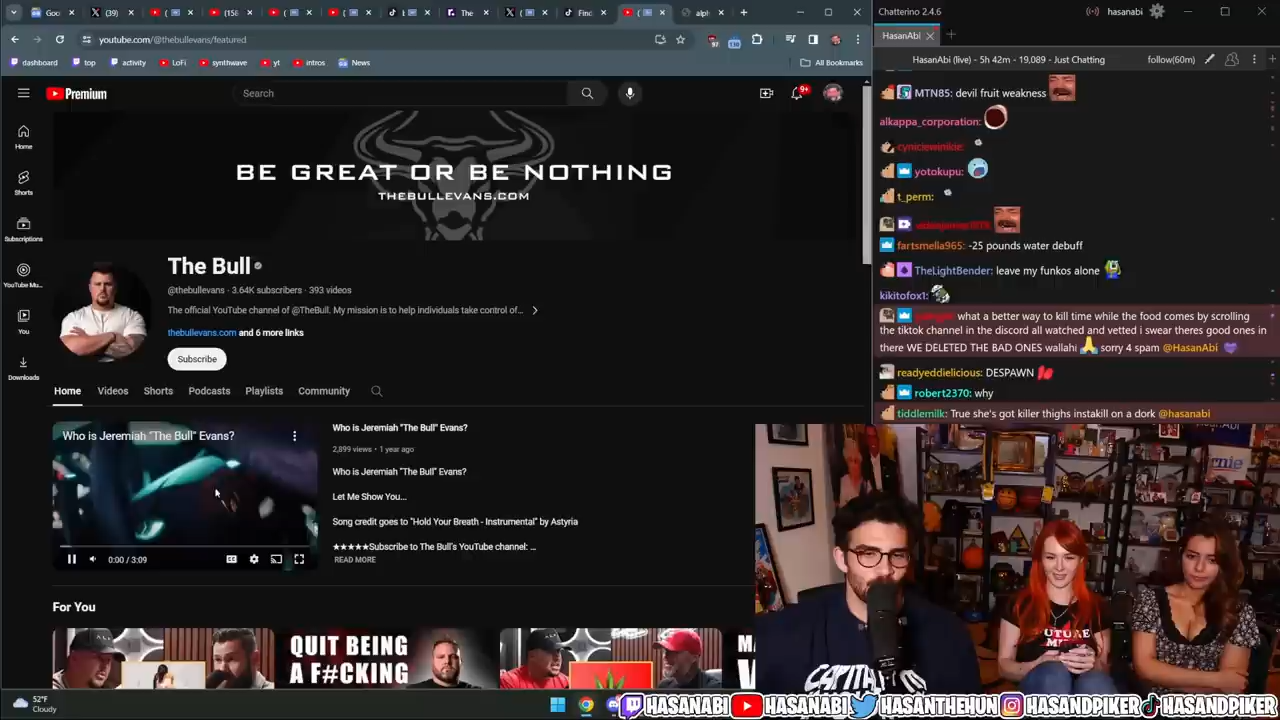 Chatterino 2.4.6
hasanabi
HasanAbi
youtube.com/@thebullevans/featured
dashboard
top
activity
LoFi
synthwave
yt
intros
News
All Bookmarks
HasanAbi (live) - 5h 42m - 19,089 - Just Chatting
follow(60m)
Premium
Search
9+
Home
Shorts
Subscriptions
YouTube Mu...
You
Downloads
BE GREAT OR BE NOTHING
THEBULLEVANS.COM
The Bull
@thebullevans · 3.64K subscribers · 393 videos
The official YouTube channel of @TheBull. My mission is to help individuals take control of...
thebullevans.com and 6 more links
Subscribe
Home
Videos
Shorts
Podcasts
Playlists
Community
Who is Jeremiah "The Bull" Evans?
0:00 / 3:09
Who is Jeremiah "The Bull" Evans?
2,899 views · 1 year ago
Who is Jeremiah "The Bull" Evans?
Let Me Show You...
Song credit goes to "Hold Your Breath - Instrumental" by Astyria
★★★★★Subscribe to The Bull's YouTube channel: ...
READ MORE
For You
QUIT BEING
A F#CKING
MTN85: devil fruit weakness
alkappa_corporation:
cyniclewinkie:
yotokupu:
t_perm:
fartsmella965: -25 pounds water debuff
TheLightBender: leave my funkos alone
kikitofox1:
what a better way to kill time while the food comes by scrolling
the tiktok channel in the discord all watched and vetted i swear theres good ones in
there WE DELETED THE BAD ONES wallahi sorry 4 spam @HasanAbi
readyeddielicious: DESPAWN
robert2370: why
tiddlemilk: True she's got killer thighs instakill on a dork @hasanabi
ernie
FUTURE
52°F
Cloudy
HASANABI
HASANABI
HASANTHEHUN
HASANDPIKER
HASANDPIKER